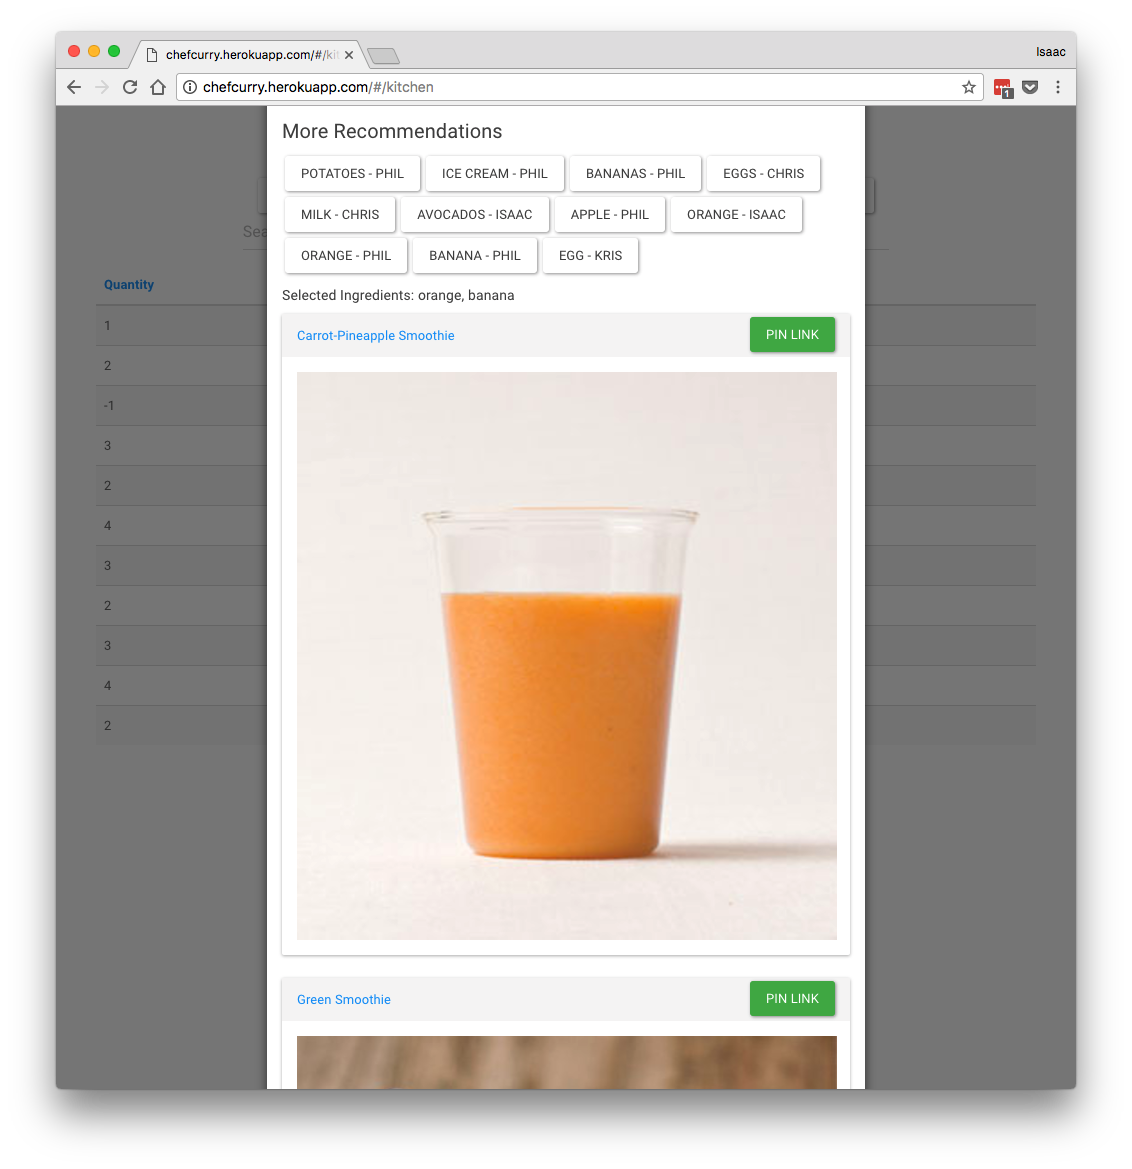 chefcurry.herokuapp.com/#/ki
Isaac
chefcurry.herokuapp.com/#/kitchen
1
More Recommendations
POTATOES - PHIL
ICE CREAM - PHIL
BANANAS - PHIL
EGGS - CHRIS
MILK - CHRIS
AVOCADOS - ISAAC
APPLE - PHIL
ORANGE - ISAAC
ORANGE - PHIL
BANANA - PHIL
EGG - KRIS
Sea
Quantity
1
2
-1
3
2
4
3
2
3
4
2
Selected Ingredients: orange, banana
Carrot-Pineapple Smoothie
PIN LINK
Green Smoothie
PIN LINK